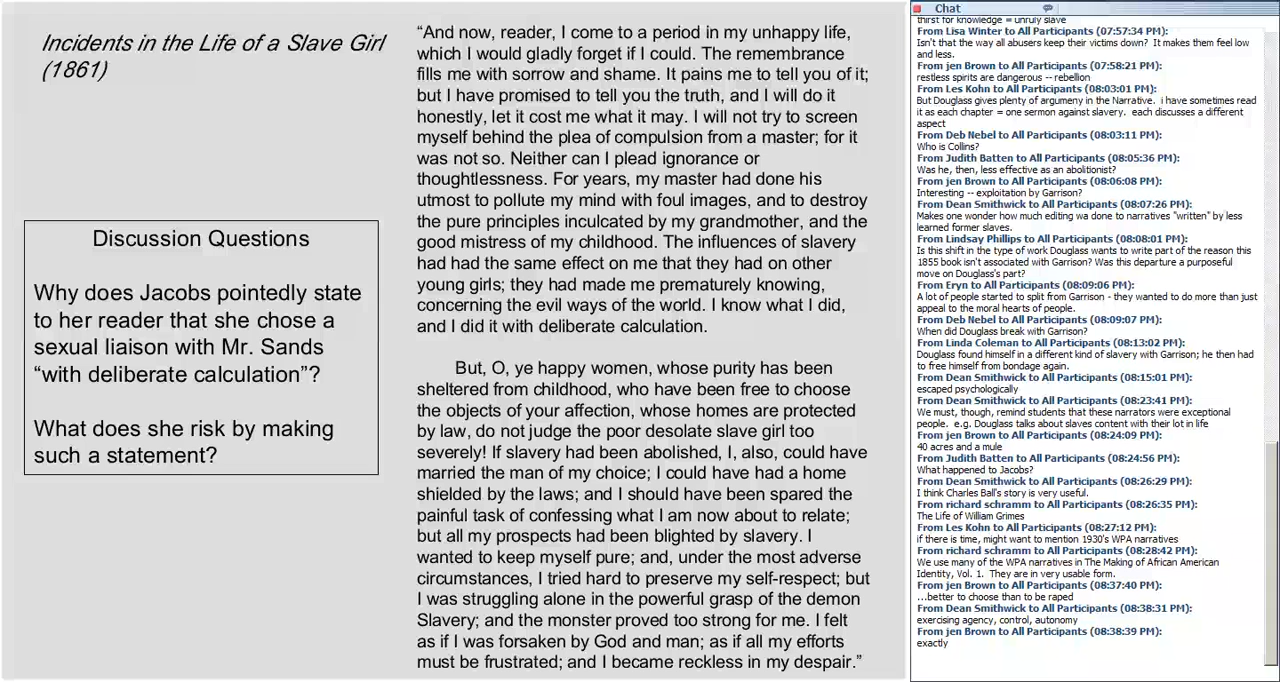 Incidents in the Life of a Slave Girl
(1861)
Discussion Questions
Why does Jacobs pointedly state
to her reader that she chose a
sexual liaison with Mr. Sands
“with deliberate calculation”?
What does she risk by making
such a statement?
“And now, reader, I come to a period in my unhappy life,
which I would gladly forget if I could. The remembrance
fills me with sorrow and shame. It pains me to tell you of it;
but I have promised to tell you the truth, and I will do it
honestly, let it cost me what it may. I will not try to screen
myself behind the plea of compulsion from a master; for it
was not so. Neither can I plead ignorance or
thoughtlessness. For years, my master had done his
utmost to pollute my mind with foul images, and to destroy
the pure principles inculcated by my grandmother, and the
good mistress of my childhood. The influences of slavery
had had the same effect on me that they had on other
young girls; they had made me prematurely knowing,
concerning the evil ways of the world. I know what I did,
and I did it with deliberate calculation.
But, O, ye happy women, whose purity has been
sheltered from childhood, who have been free to choose
the objects of your affection, whose homes are protected
by law, do not judge the poor desolate slave girl too
severely! If slavery had been abolished, I, also, could have
married the man of my choice; I could have had a home
shielded by the laws; and I should have been spared the
painful task of confessing what I am now about to relate;
but all my prospects had been blighted by slavery. I
wanted to keep myself pure; and, under the most adverse
circumstances, I tried hard to preserve my self-respect; but
I was struggling alone in the powerful grasp of the demon
Slavery; and the monster proved too strong for me. I felt
as if I was forsaken by God and man; as if all my efforts
must be frustrated; and I became reckless in my despair.”
Chat
thirst for knowledge = unruly slave
From Lisa Winter to All Participants (07:57:34 PM):
Isn't that the way all abusers keep their victims down? It makes them feel low
and less.
From jen Brown to All Participants (07:58:21 PM):
restless spirits are dangerous -- rebellion
From Les Kohn to All Participants (08:03:01 PM):
But Douglass gives plenty of argumeny in the Narrative. i have sometimes read
it as each chapter = one sermon against slavery. each discusses a different
aspect
From Deb Nebel to All Participants (08:03:11 PM):
Who is Collins?
From Judith Batten to All Participants (08:05:36 PM):
Was he, then, less effective as an abolitionist?
From jen Brown to All Participants (08:06:08 PM):
Interesting -- exploitation by Garrison?
From Dean Smithwick to All Participants (08:07:26 PM):
Makes one wonder how much editing wa done to narratives "written" by less
learned former slaves.
From Lindsay Phillips to All Participants (08:08:01 PM):
Is this shift in the type of work Douglass wants to write part of the reason this
1855 book isn't associated with Garrison? Was this departure a purposeful
move on Douglass's part?
From Eryn to All Participants (08:09:06 PM):
A lot of people started to split from Garrison - they wanted to do more than just
appeal to the moral hearts of people.
From Deb Nebel to All Participants (08:09:07 PM):
When did Douglass break with Garrison?
From Linda Coleman to All Participants (08:13:02 PM):
Douglass found himself in a different kind of slavery with Garrison; he then had
to free himself from bondage again.
From Dean Smithwick to All Participants (08:15:01 PM):
escaped psychologically
From Dean Smithwick to All Participants (08:23:41 PM):
We must, though, remind students that these narrators were exceptional
people. e.g. Douglass talks about slaves content with their lot in life
From jen Brown to All Participants (08:24:09 PM):
40 acres and a mule
From Judith Batten to All Participants (08:24:56 PM):
What happened to Jacobs?
From Dean Smithwick to All Participants (08:26:29 PM):
I think Charles Ball's story is very useful.
From richard schramm to All Participants (08:26:35 PM):
The Life of William Grimes
From Les Kohn to All Participants (08:27:12 PM):
if there is time, might want to mention 1930's WPA narratives
From richard schramm to All Participants (08:28:42 PM):
We use many of the WPA narratives in The Making of African American
Identity, Vol. 1. They are in very usable form.
From jen Brown to All Participants (08:37:40 PM):
...better to choose than to be raped
From Dean Smithwick to All Participants (08:38:31 PM):
exercising agency, control, autonomy
From jen Brown to All Participants (08:38:39 PM):
exactly